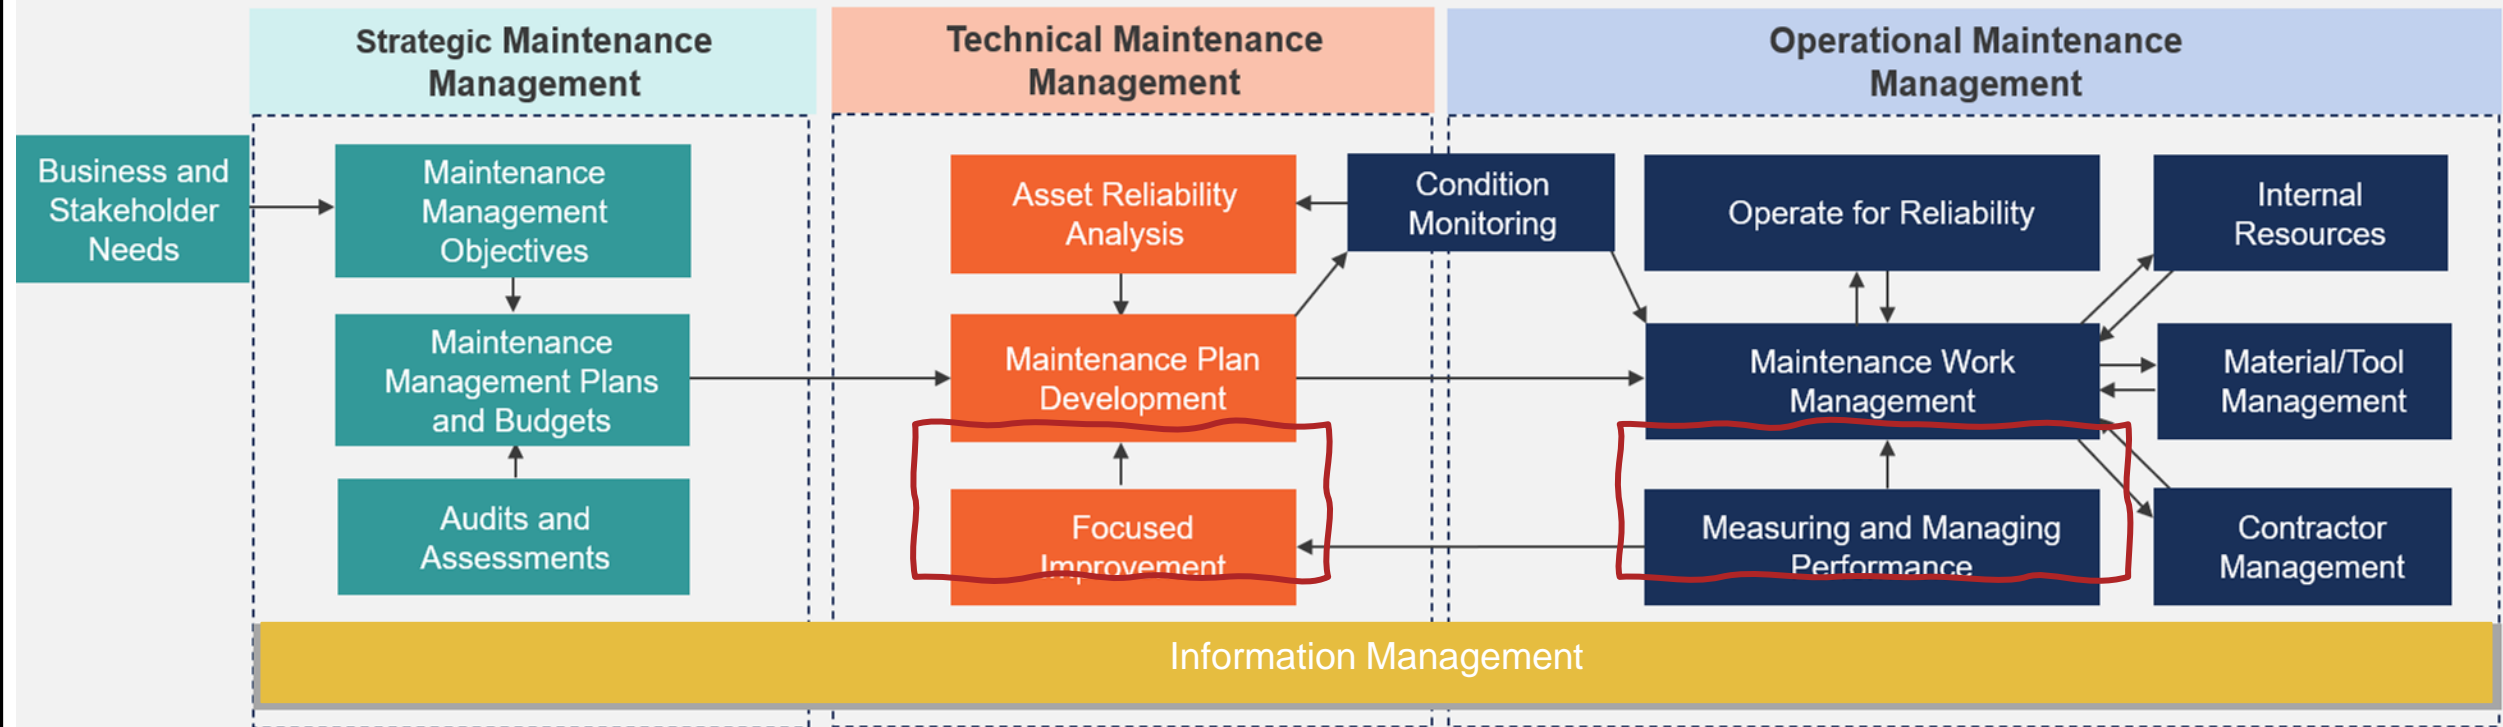 Strategic Maintenance
Management
Technical Maintenance
Management
Operational Maintenance
Management
Business and
Stakeholder
Needs
Maintenance
Management
Objectives
Maintenance
Management Plans
and Budgets
Audits and
Assessments
Asset Reliability
Analysis
Maintenance Plan
Development
Focused
Improvement
Condition
Monitoring
Operate for Reliability
Maintenance Work
Management
Measuring and Managing
Performance
Internal
Resources
Material/Tool
Management
Contractor
Management
Information Management